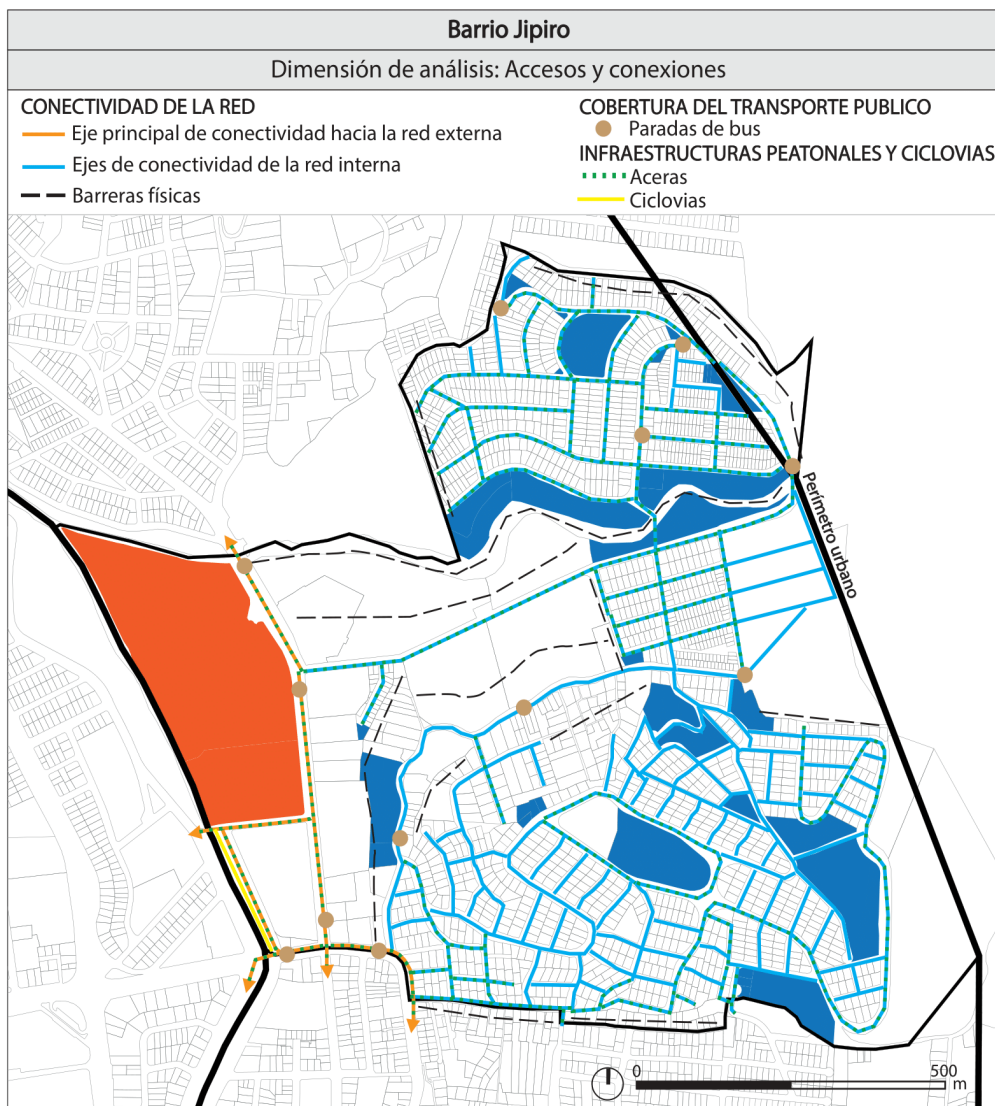 Barrio Jipiro
Dimensión de análisis: Accesos y conexiones
CONECTIVIDAD DE LA RED
Eje principal de conectividad hacia la red externa
Ejes de conectividad de la red interna
Barreras físicas
COBERTURA DEL TRANSPORTE PUBLICO
Paradas de bus
INFRAESTRUCTURAS PEATONALES Y CICLOVIAS
Aceras
Ciclovias
Perímetro urbano
0 500
m